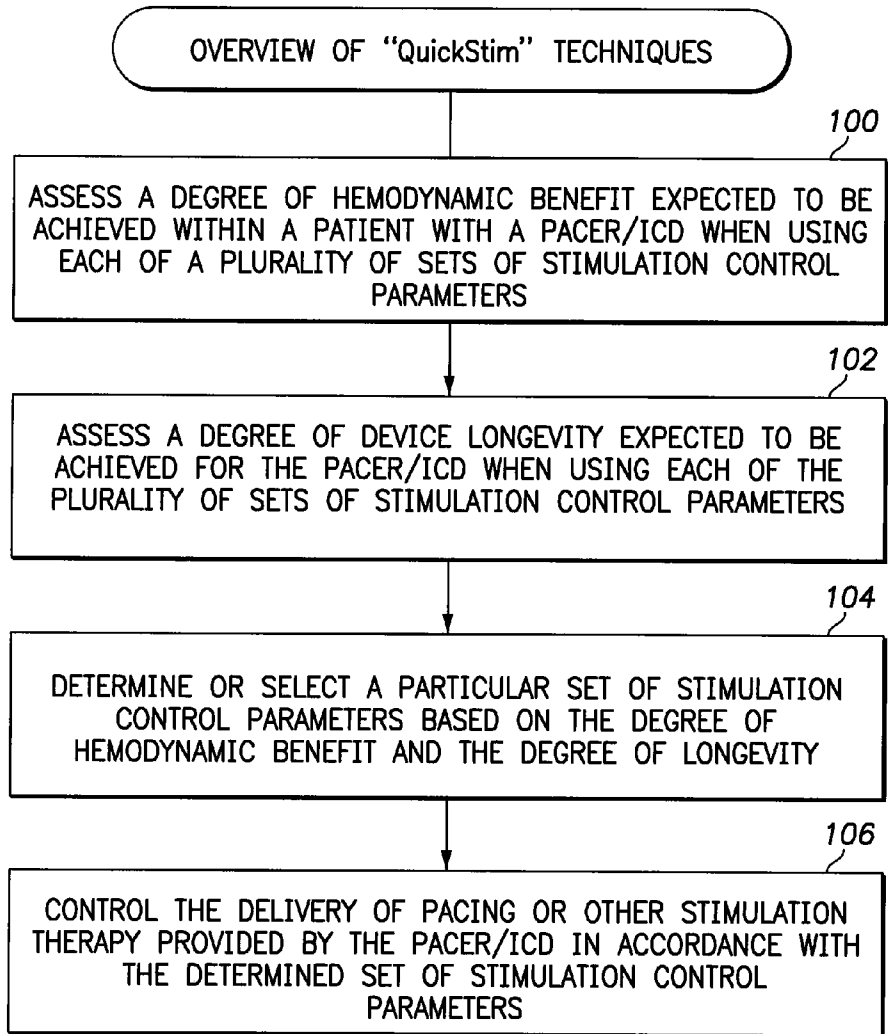 OVERVIEW OF “QuickStim” TECHNIQUES
100
ASSESS A DEGREE OF HEMODYNAMIC BENEFIT EXPECTED TO BE
ACHIEVED WITHIN A PATIENT WITH A PACER/ICD WHEN USING
EACH OF A PLURALITY OF SETS OF STIMULATION CONTROL
PARAMETERS
102
ASSESS A DEGREE OF DEVICE LONGEVITY EXPECTED TO BE
ACHIEVED FOR THE PACER/ICD WHEN USING EACH OF THE
PLURALITY OF SETS OF STIMULATION CONTROL PARAMETERS
104
DETERMINE OR SELECT A PARTICULAR SET OF STIMULATION
CONTROL PARAMETERS BASED ON THE DEGREE OF
HEMODYNAMIC BENEFIT AND THE DEGREE OF LONGEVITY
106
CONTROL THE DELIVERY OF PACING OR OTHER STIMULATION
THERAPY PROVIDED BY THE PACER/ICD IN ACCORDANCE WITH
THE DETERMINED SET OF STIMULATION CONTROL
PARAMETERS